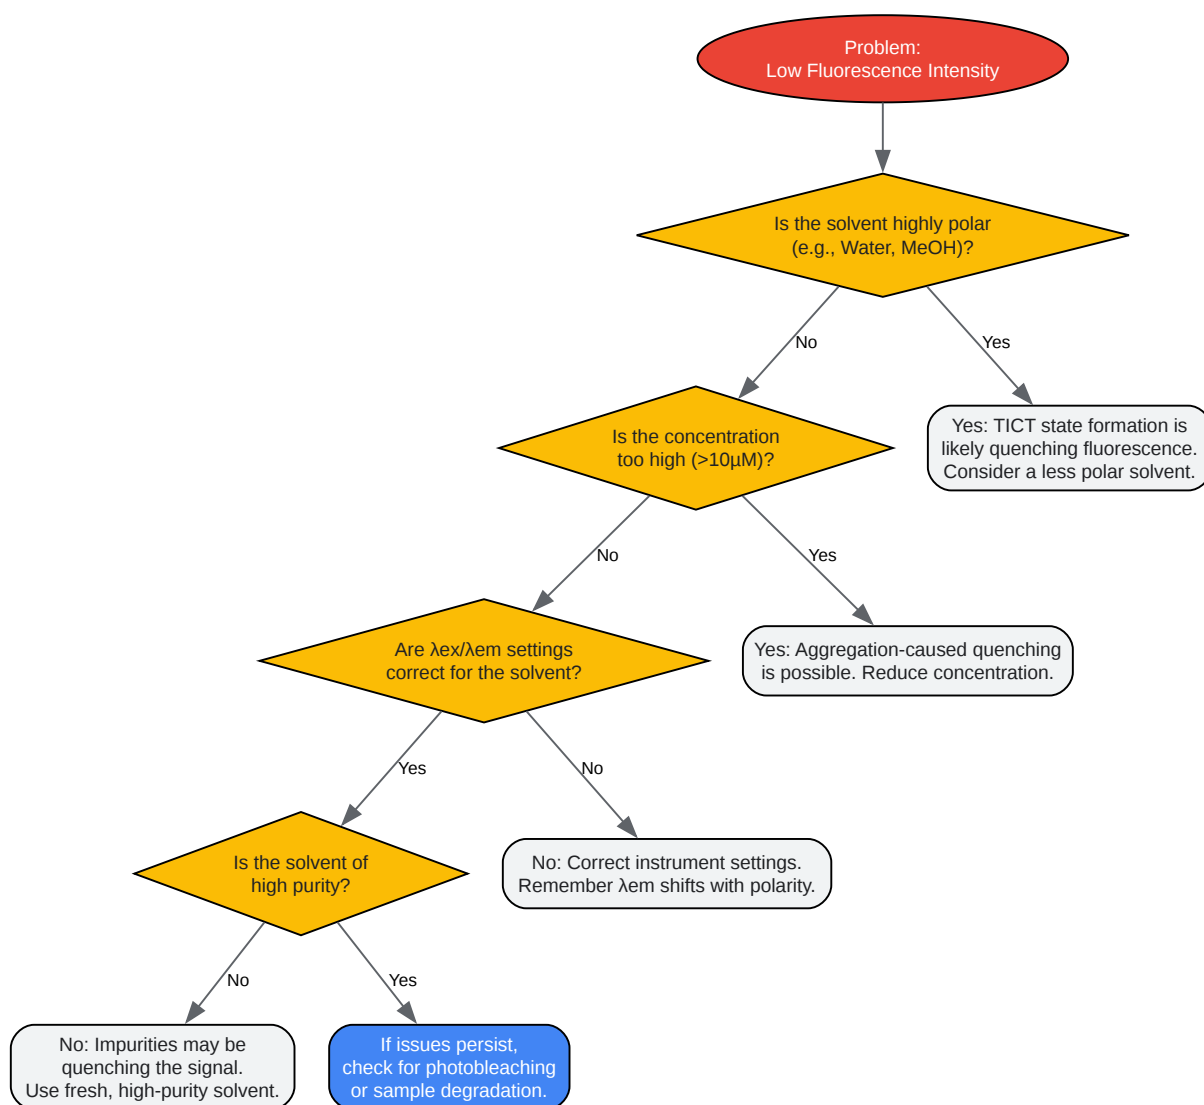 Problem:
Low Fluorescence Intensity
Is the solvent highly polar
(e.g., Water, MeOH)?
No
Yes
Is the concentration
too high (>10µM)?
Yes: TICT state formation is
likely quenching fluorescence.
Consider a less polar solvent.
No
Yes
Are λex/λem settings
correct for the solvent?
Yes: Aggregation-caused quenching
is possible. Reduce concentration.
Yes
No
Is the solvent of
high purity?
No: Correct instrument settings.
Remember λem shifts with polarity.
No
Yes
No: Impurities may be
quenching the signal.
Use fresh, high-purity solvent.
If issues persist,
check for photobleaching
or sample degradation.